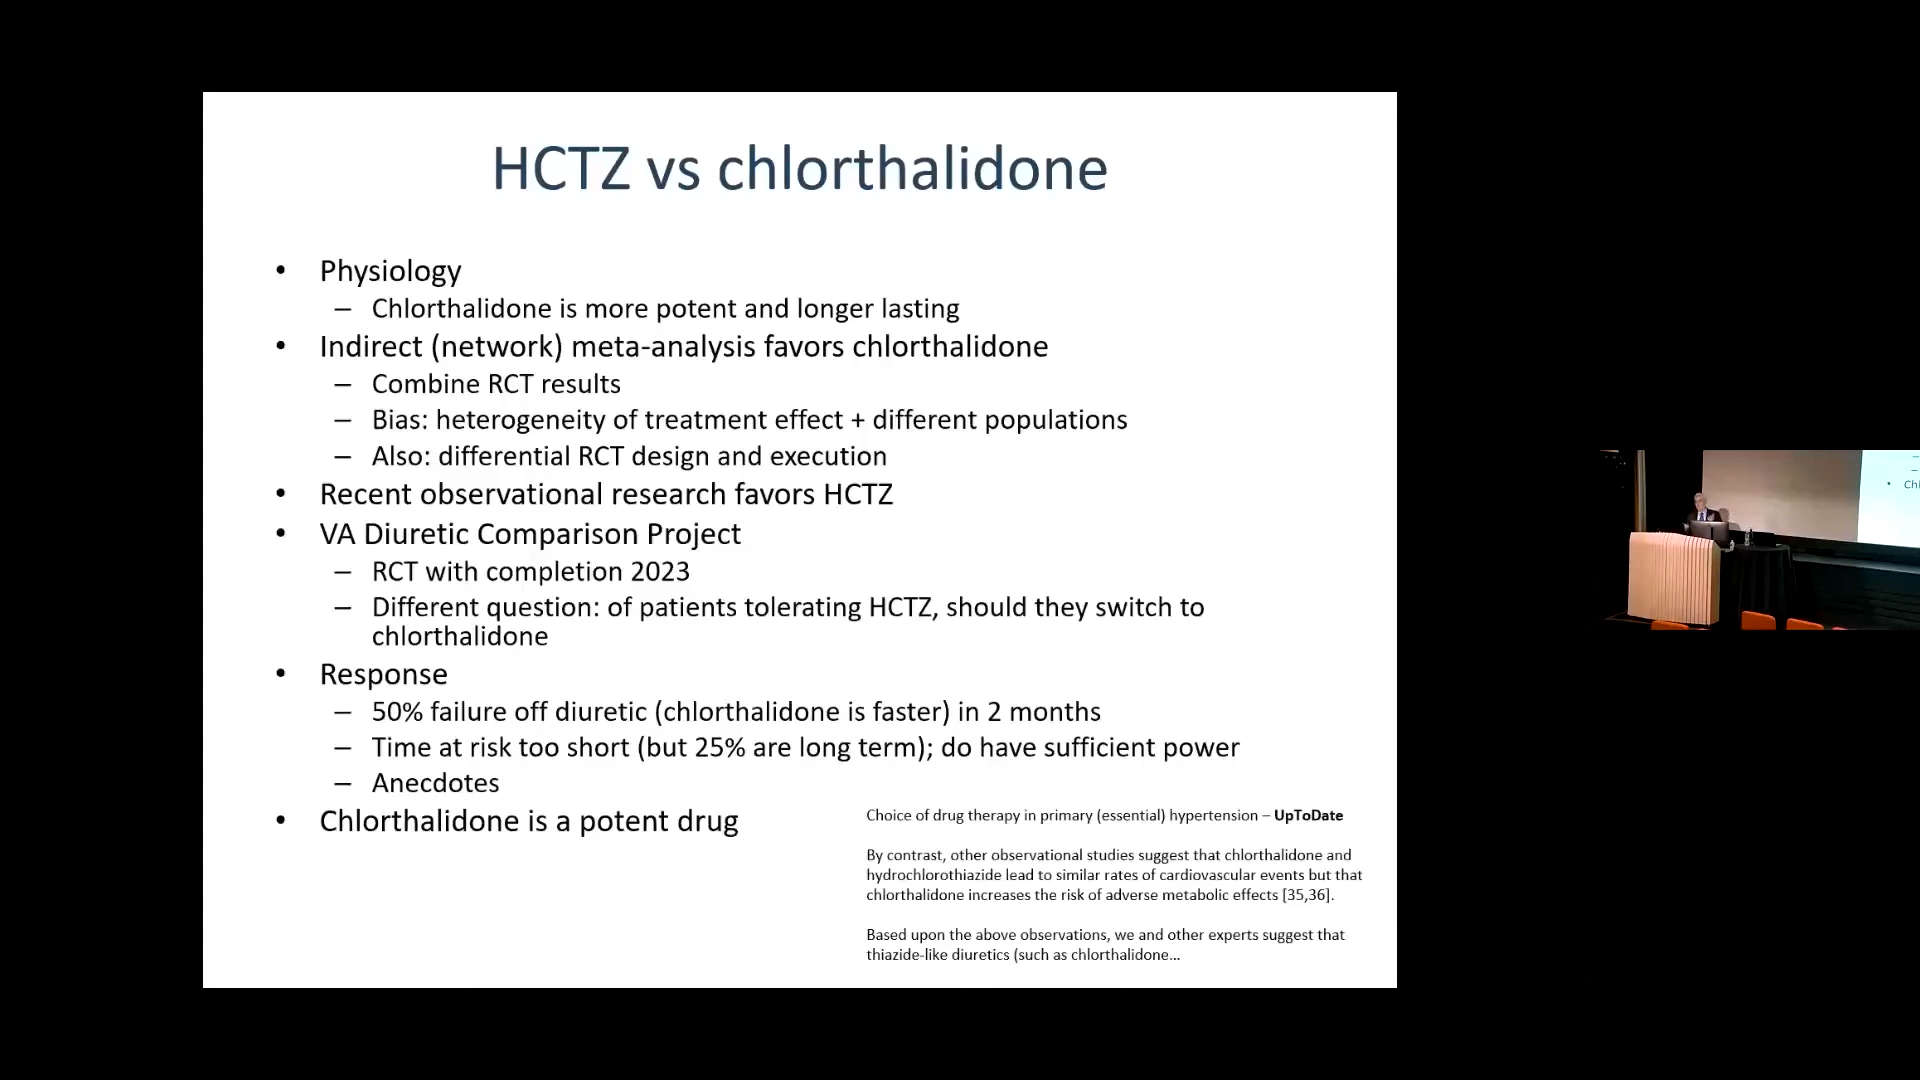 HCTZ vs chlorthalidone
• Physiology
– Chlorthalidone is more potent and longer lasting
• Indirect (network) meta-analysis favors chlorthalidone
– Combine RCT results
– Bias: heterogeneity of treatment effect + different populations
– Also: differential RCT design and execution
• Recent observational research favors HCTZ
• VA Diuretic Comparison Project
– RCT with completion 2023
– Different question: of patients tolerating HCTZ, should they switch to
chlorthalidone
• Response
– 50% failure off diuretic (chlorthalidone is faster) in 2 months
– Time at risk too short (but 25% are long term); do have sufficient power
– Anecdotes
• Chlorthalidone is a potent drug
Choice of drug therapy in primary (essential) hypertension – UpToDate
By contrast, other observational studies suggest that chlorthalidone and
hydrochlorothiazide lead to similar rates of cardiovascular events but that
chlorthalidone increases the risk of adverse metabolic effects [35,36].
Based upon the above observations, we and other experts suggest that
thiazide-like diuretics (such as chlorthalidone...
• Ch